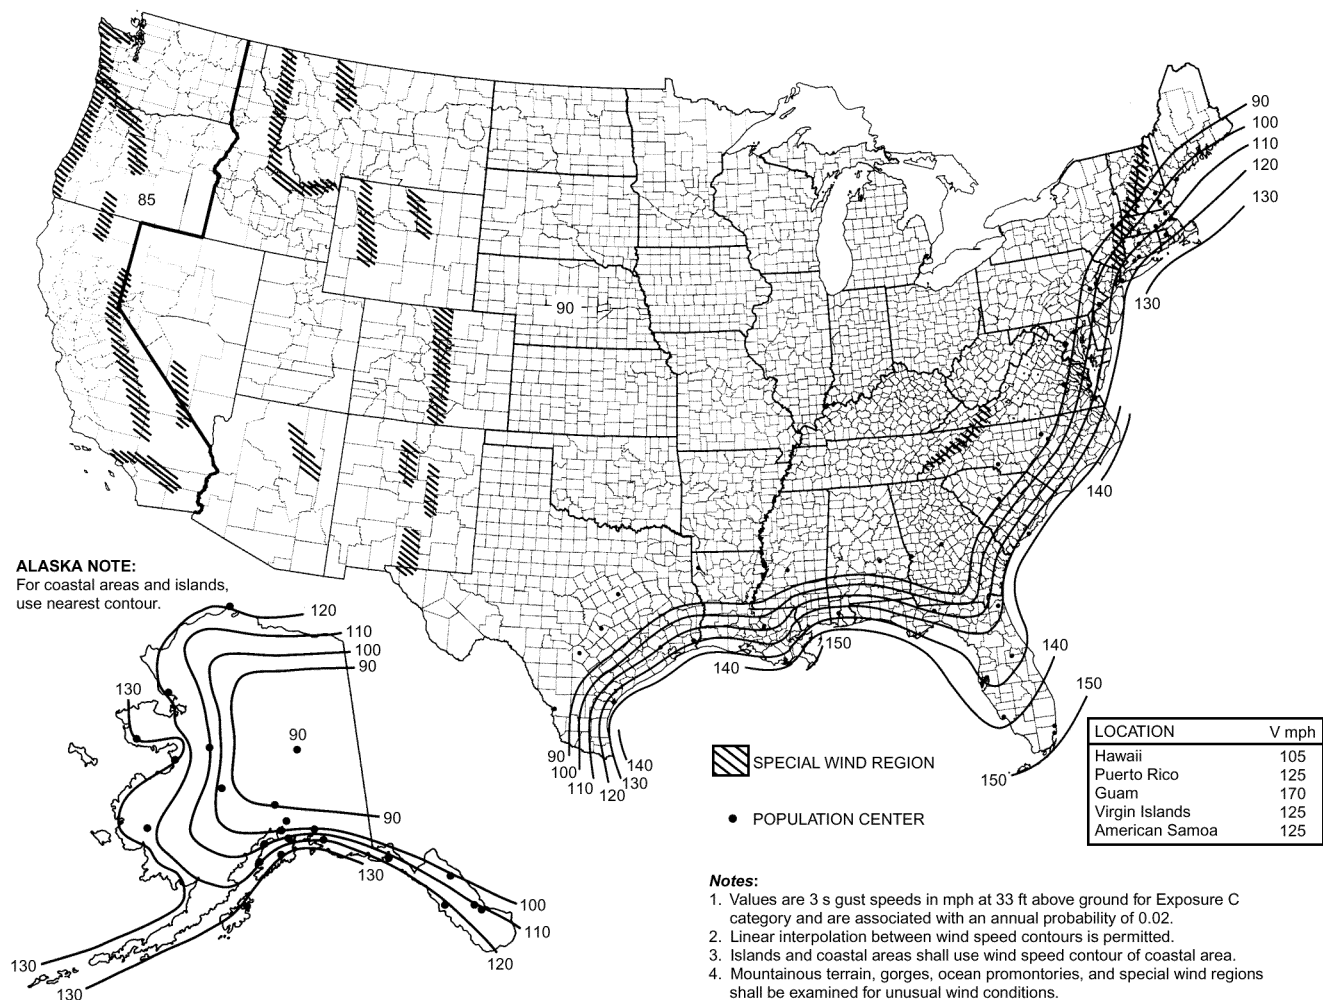 90
100
110
120
130
85
130
90
140
ALASKA NOTE:
For coastal areas and islands,
use nearest contour.
120
110
100
90
130
90
90
130
100
110
120
130
130
140
150
140
150
150
90
100
110
120
130
140
SPECIAL WIND REGION
POPULATION CENTER
LOCATION V mph
Hawaii 105
Puerto Rico 125
Guam 170
Virgin Islands 125
American Samoa 125
Notes:
1. Values are 3 s gust speeds in mph at 33 ft above ground for Exposure C
category and are associated with an annual probability of 0.02.
2. Linear interpolation between wind speed contours is permitted.
3. Islands and coastal areas shall use wind speed contour of coastal area.
4. Mountainous terrain, gorges, ocean promontories, and special wind regions
shall be examined for unusual wind conditions.